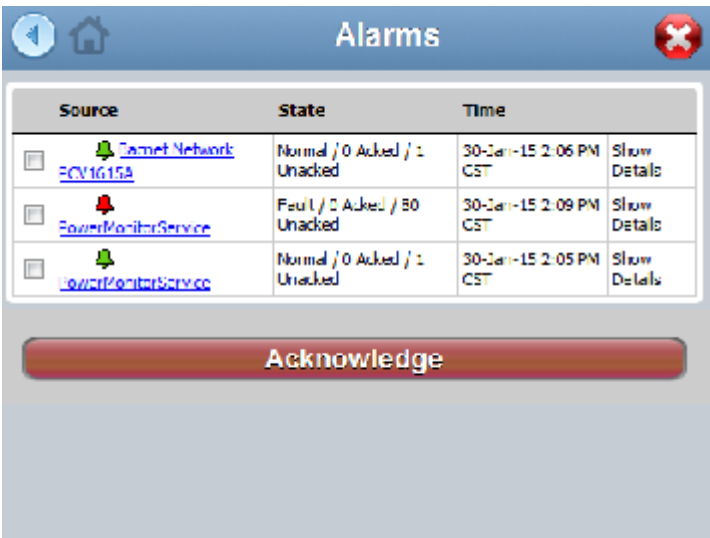 Alarms
Source State Time
Bacnet Network Normal / 0 Acked / 1 30-Jan-15 2:06 PM Show
Unacked CST Details
Fault / 0 Acked / 80 30-Jan-15 2:09 PM Show
PowerMonitorService Unacked CST Details
Normal / 0 Acked / 1 30-Jan-15 2:05 PM Show
PowerMonitorService Unacked CST Details
Acknowledge